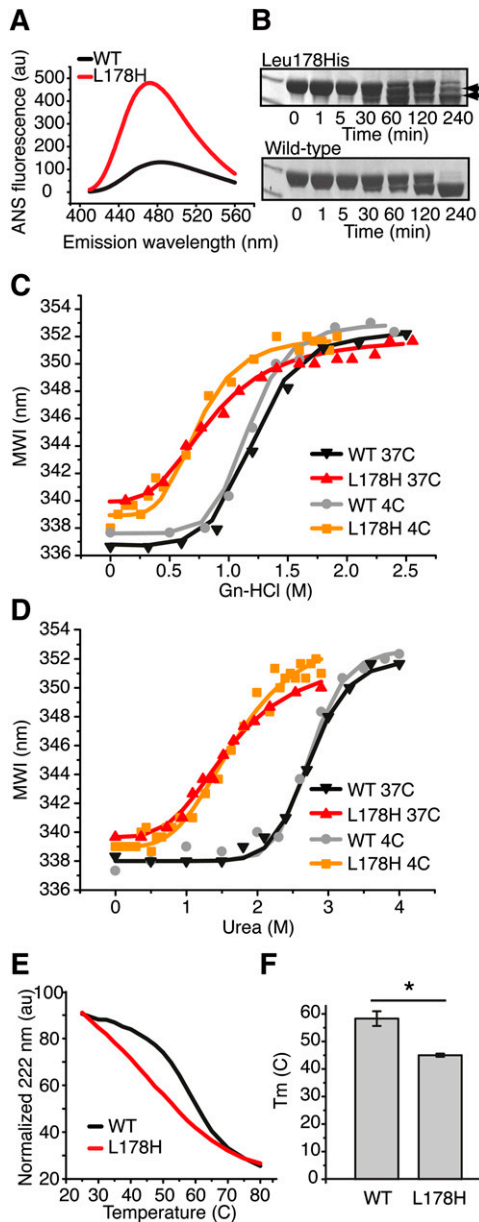 A
WT
L178H
ANS fluorescence (au)
500
400
300
200
100
0
400 440 480 520 560
Emission wavelength (nm)
B
Leu178His
0 1 5 30 60 120 240
Time (min)
Wild-type
0 1 5 30 60 120 240
Time (min)
C
MWI (nm)
354
352
350
348
346
344
342
340
338
336
WT 37C
L178H 37C
WT 4C
L178H 4C
0.0 0.5 1.0 1.5 2.0 2.5
Gn-HCl (M)
D
MWI (nm)
354
352
350
348
346
344
342
340
338
336
WT 37C
L178H 37C
WT 4C
L178H 4C
0 1 2 3 4
Urea (M)
E
Normalized 222 nm (au)
100
80
60
40
20
WT
L178H
20 30 40 50 60 70 80
Temperature (C)
F
*
Tm (C)
60
50
40
30
20
10
0
WT L178H